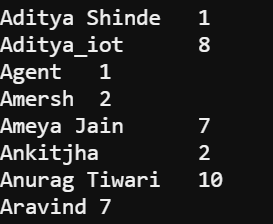 Aditya Shinde 1
Aditya_iot 8
Agent 1
Amersh 2
Ameya Jain 7
Ankitjha 2
Anurag Tiwari 10
Aravind 7